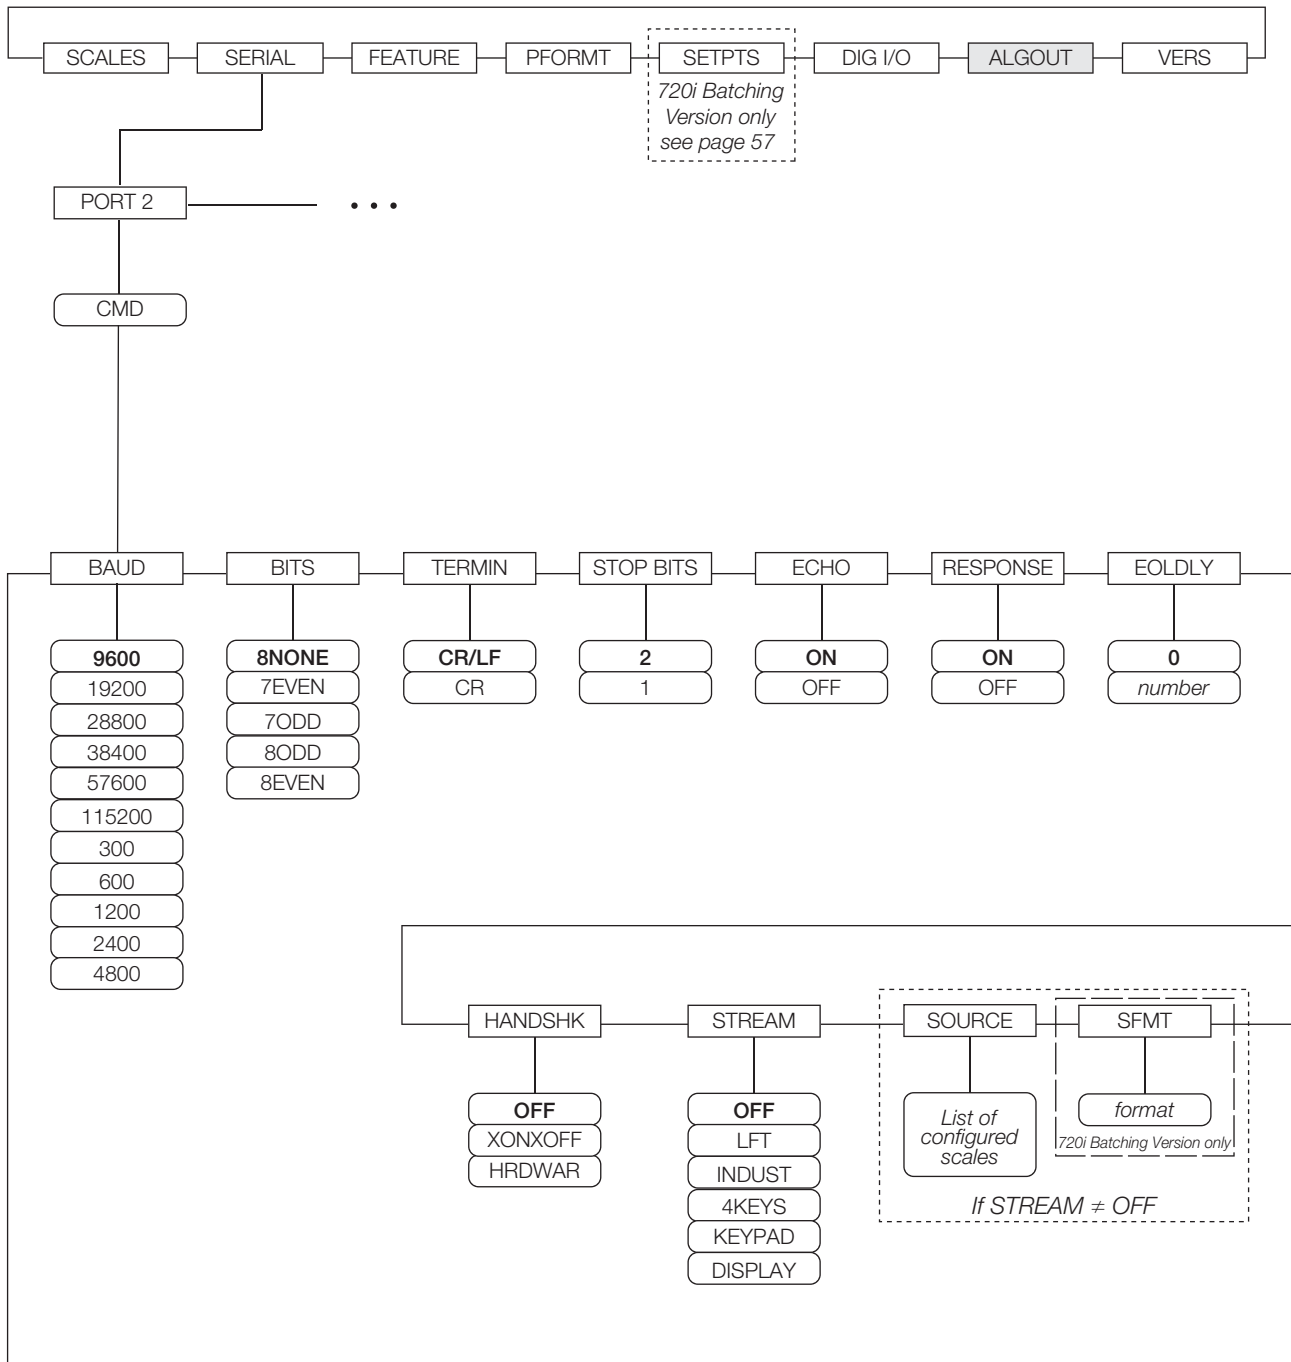 SCALES SERIAL FEATURE PFORMT SETPTS DIG I/O ALGOUT VERS
720i Batching
Version only
see page 57
PORT 2 • • •
CMD
BAUD BITS TERMIN STOP BITS ECHO RESPONSE EOLDLY
9600 8NONE CR/LF 2 ON ON 0
19200 7EVEN CR 1 OFF OFF number
28800 7ODD
38400 8ODD
57600 8EVEN
115200
300
600
1200
2400
4800
HANDSHK STREAM SOURCE SFMT
OFF OFF List of configured scales format
XONXOFF LFT 720i Batching Version only
HRDWAR INDUST
4KEYS If STREAM ≠ OFF
KEYPAD
DISPLAY